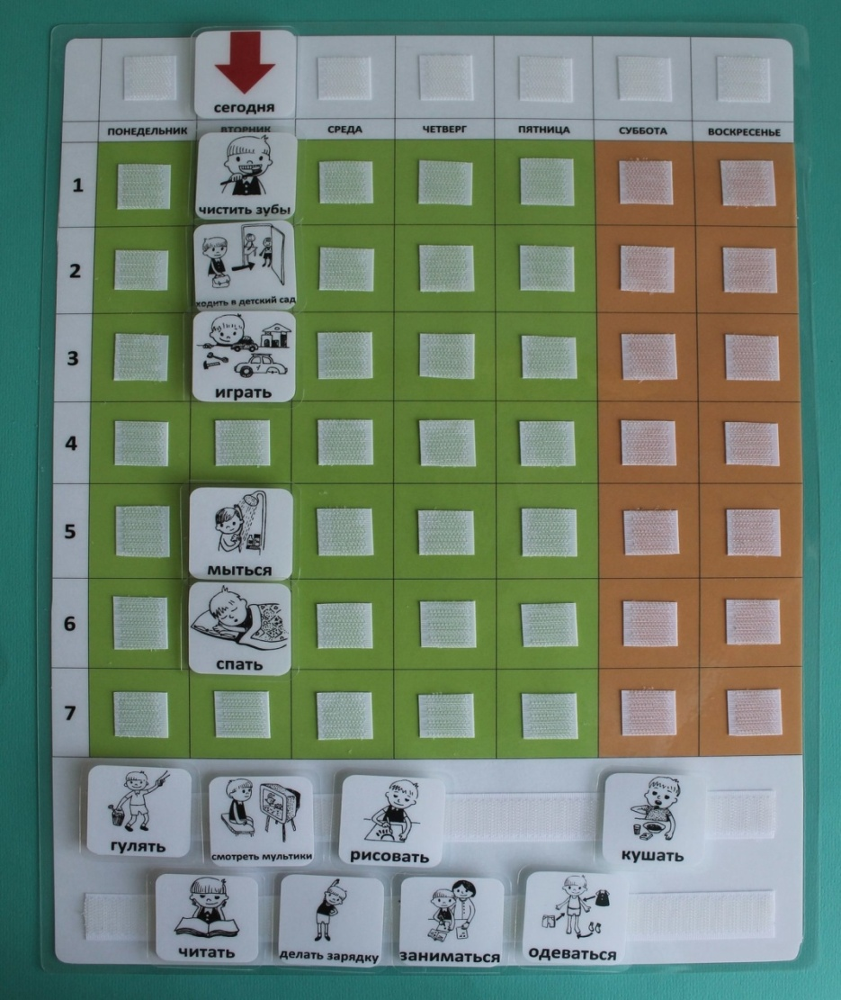 сегодня
ПОНЕДЕЛЬНИК ВТОРНИК СРЕДА ЧЕТВЕРГ ПЯТНИЦА СУББОТА ВОСКРЕСЕНЬЕ
1 чистить зубы
2 ходить в детский сад
3 играть
4
5 мыться
6 спать
7
гулять смотреть мультики рисовать кушать
читать делать зарядку заниматься одеваться